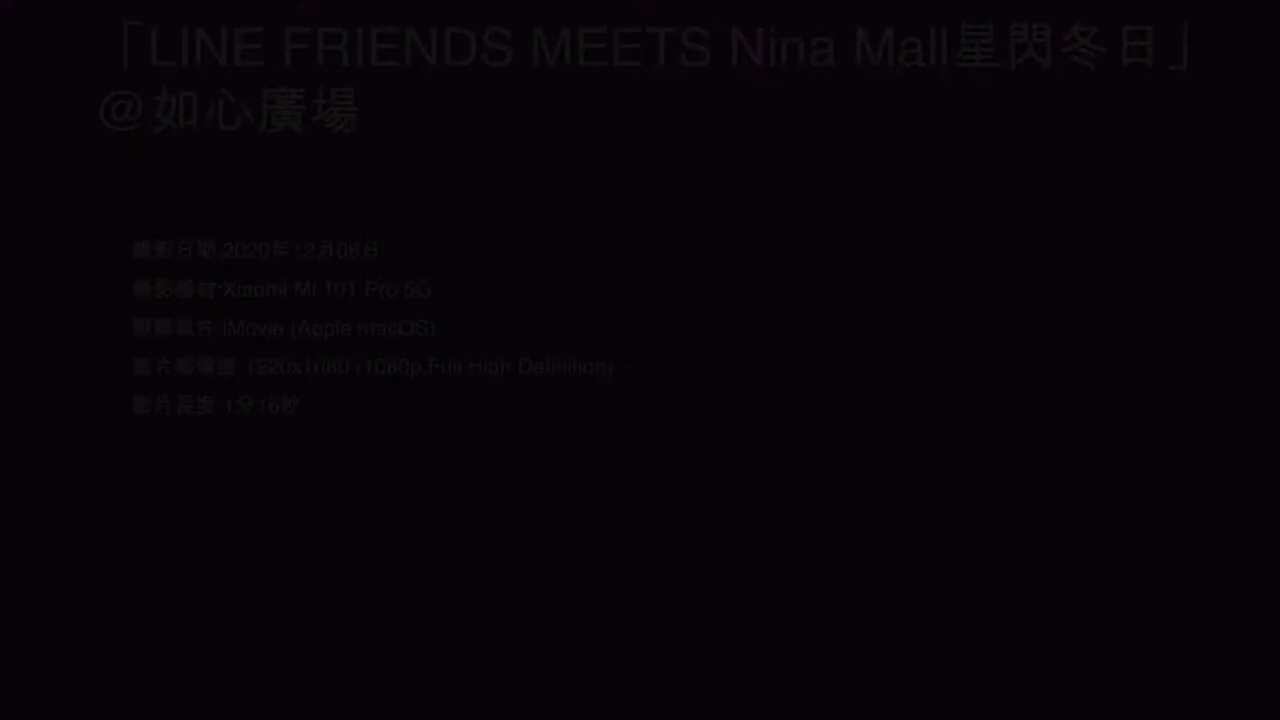 「LINE FRIENDS MEETS Nina Mall星閃冬日」
@如心廣場
攝影日期:2020年12月08日
攝影器材:Xiaomi Mi 10T Pro 5G
剪輯軟件:iMovie (Apple macOS)
影片解像度:1920x1080 (1080p,Full High Definition)
影片長度:1分16秒